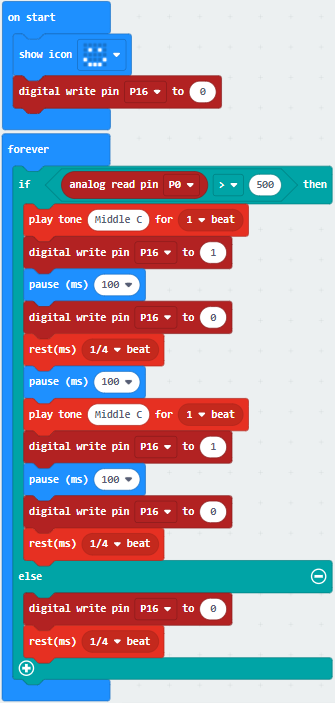 on start
show icon
digital write pin P16 to 0
forever
if analog read pin P0 > 500 then
play tone Middle C for 1 beat
digital write pin P16 to 1
pause (ms) 100
digital write pin P16 to 0
rest(ms) 1/4 beat
pause (ms) 100
play tone Middle C for 1 beat
digital write pin P16 to 1
pause (ms) 100
digital write pin P16 to 0
rest(ms) 1/4 beat
else
digital write pin P16 to 0
rest(ms) 1/4 beat